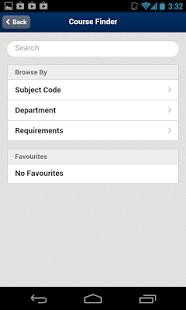 3:32
Back
Course Finder
Search
Browse By
Subject Code
Department
Requirements
Favourites
No Favourites